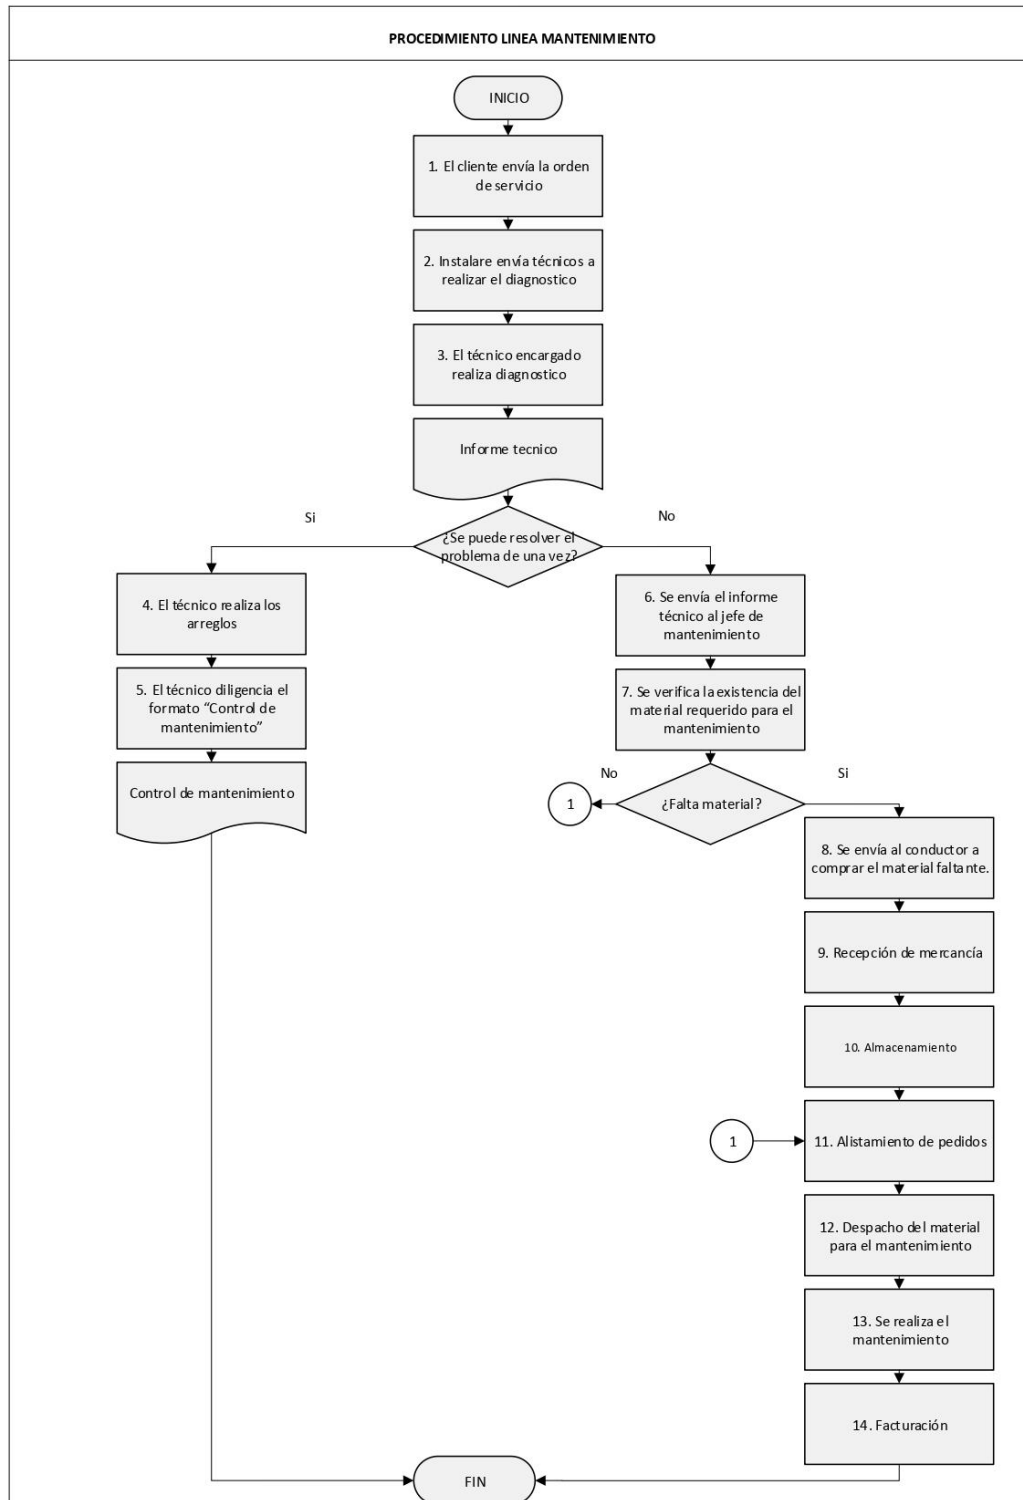 PROCEDIMIENTO LINEA MANTENIMIENTO
INICIO
1. El cliente envía la orden
de servicio
2. Instalare envía técnicos a
realizar el diagnostico
3. El técnico encargado
realiza diagnostico
Informe tecnico
¿Se puede resolver el
problema de una vez?
Si
No
4. El técnico realiza los
arreglos
5. El técnico diligencia el
formato “Control de
mantenimiento”
Control de mantenimiento
6. Se envía el informe
técnico al jefe de
mantenimiento
7. Se verifica la existencia del
material requerido para el
mantenimiento
¿Falta material?
No
Si
1
8. Se envía al conductor a
comprar el material faltante.
9. Recepción de mercancía
10. Almacenamiento
1
11. Alistamiento de pedidos
12. Despacho del material
para el mantenimiento
13. Se realiza el
mantenimiento
14. Facturación
FIN